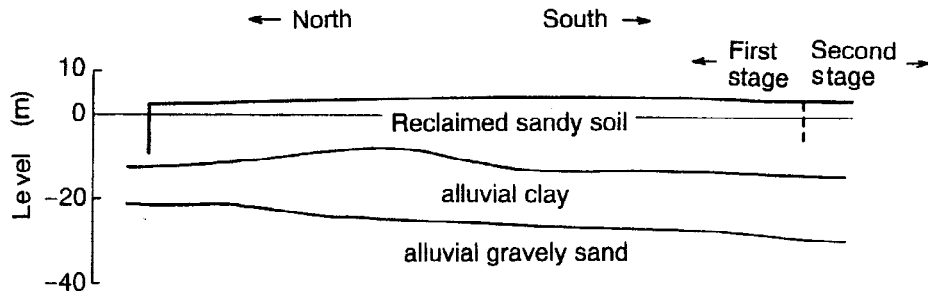 ← North South →
← First Second →
stage stage
10
0
Reclaimed sandy soil
-20
alluvial clay
alluvial gravely sand
-40
Level (m)